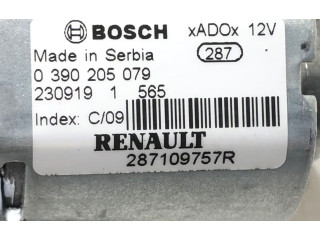 BOSCH xADOx 12V
Made in Serbia 287
0 390 205 079
230919 1 565
Index: C/09
RENAULT
287109757R